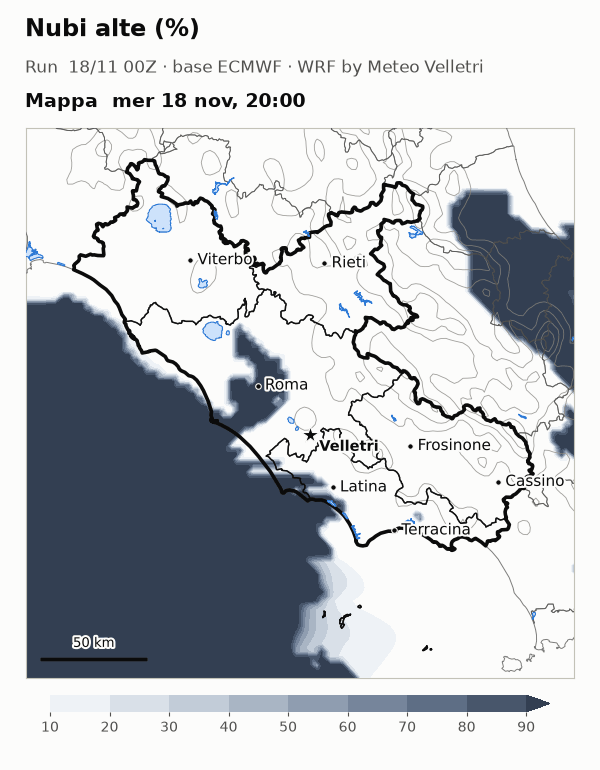 Nubi alte (%)
Run 18/11 00Z · base ECMWF · WRF by Meteo Velletri
Mappa mer 18 nov, 20:00
Viterbo
Rieti
Roma
Velletri
Frosinone
Cassino
Latina
Terracina
50 km
10 20 30 40 50 60 70 80 90